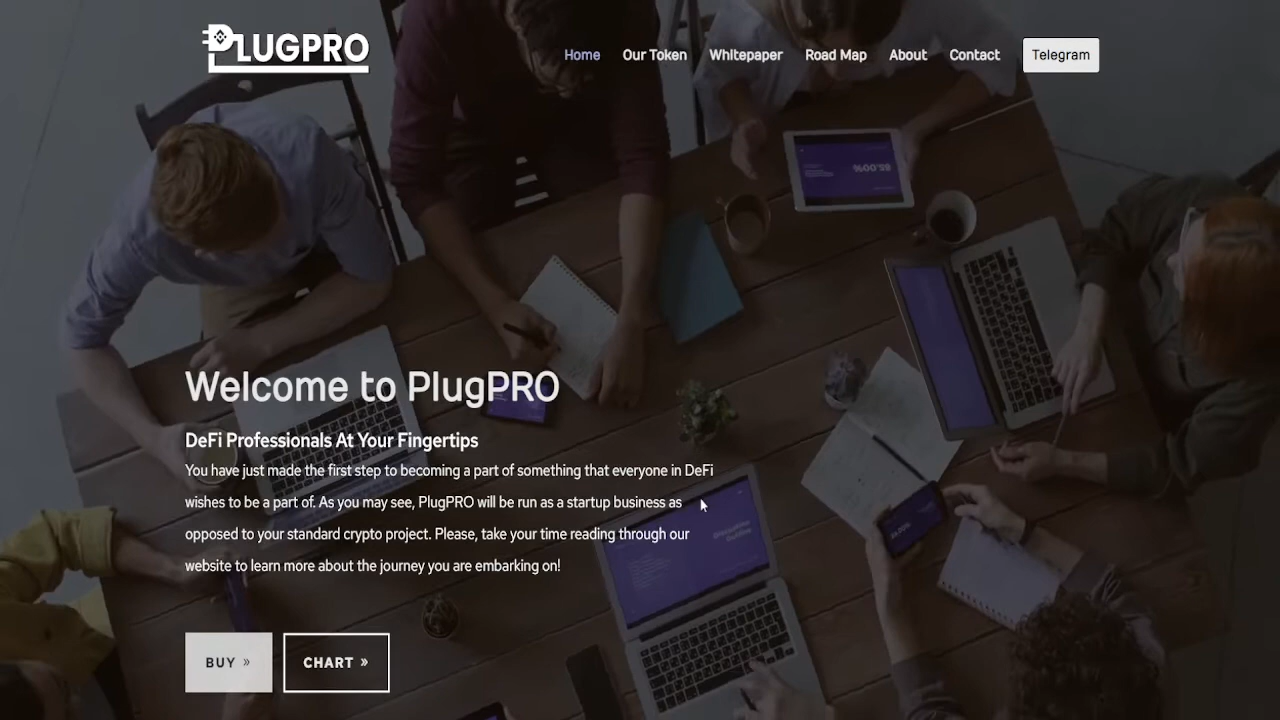 PLUGPRO
Home Our Token Whitepaper Road Map About Contact Telegram
85.00%
Welcome to PlugPRO
DeFi Professionals At Your Fingertips
You have just made the first step to becoming a part of something that everyone in DeFi
wishes to be a part of. As you may see, PlugPRO will be run as a startup business as
opposed to your standard crypto project. Please, take your time reading through our
website to learn more about the journey you are embarking on!
BUY »
CHART »